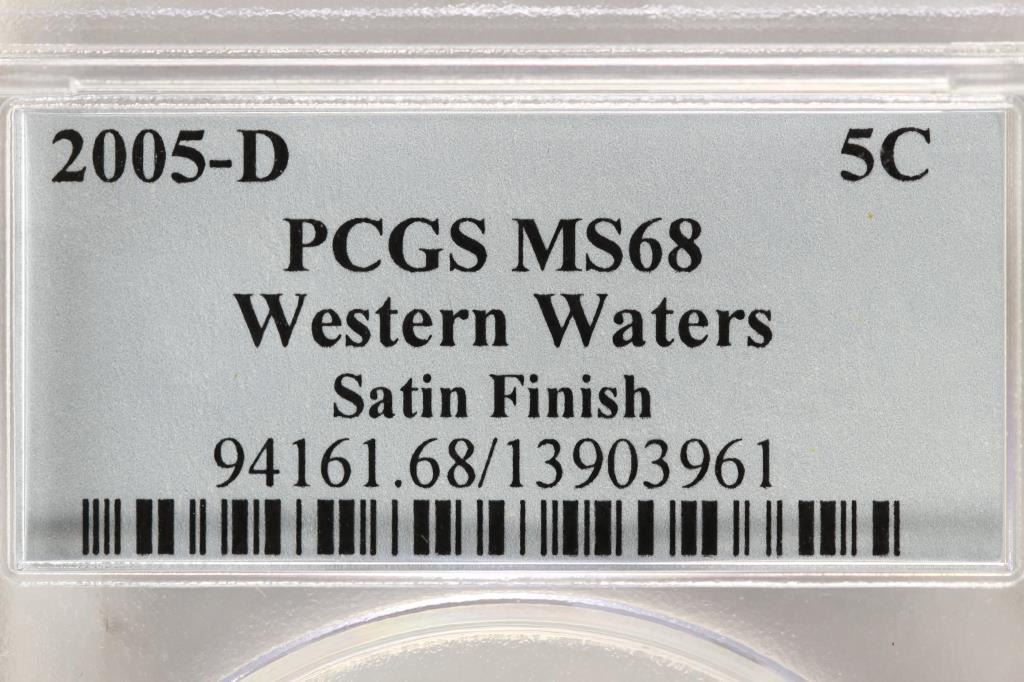 2005-D 5C
PCGS MS68
Western Waters
Satin Finish
94161.68/13903961